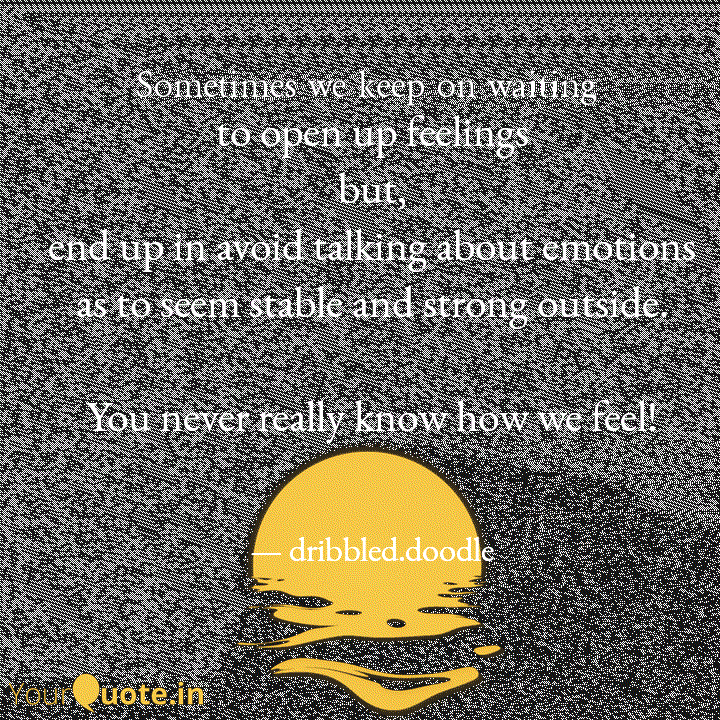 Sometimes we keep on waiting
to open up feelings
but,
end up in avoid talking about emotions
as to seem stable and strong outside.
You never really know how we feel!
— dribbled.doodle
YourQuote.in